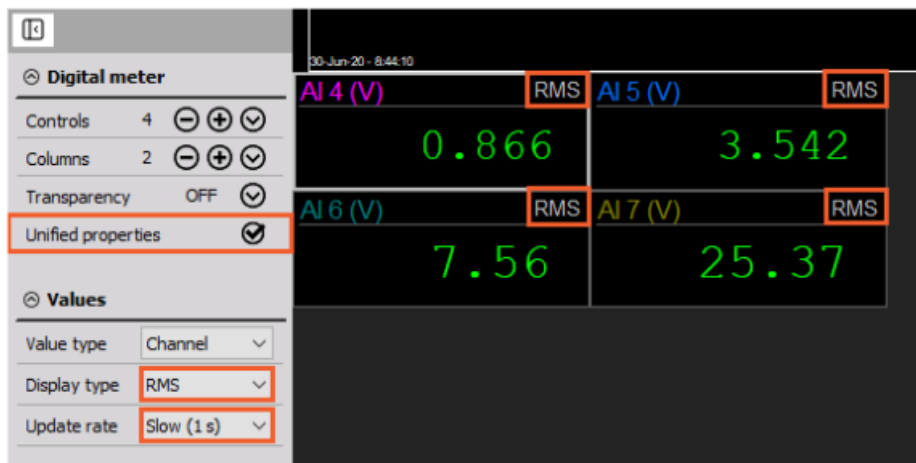 30-Jun-20 - 8:44:10
Digital meter
Controls 4
Columns 2
Transparency OFF
Unified properties
Values
Value type Channel
Display type RMS
Update rate Slow (1 s)
AI 4 (V) RMS
0.866
AI 5 (V) RMS
3.542
AI 6 (V) RMS
7.56
AI 7 (V) RMS
25.37